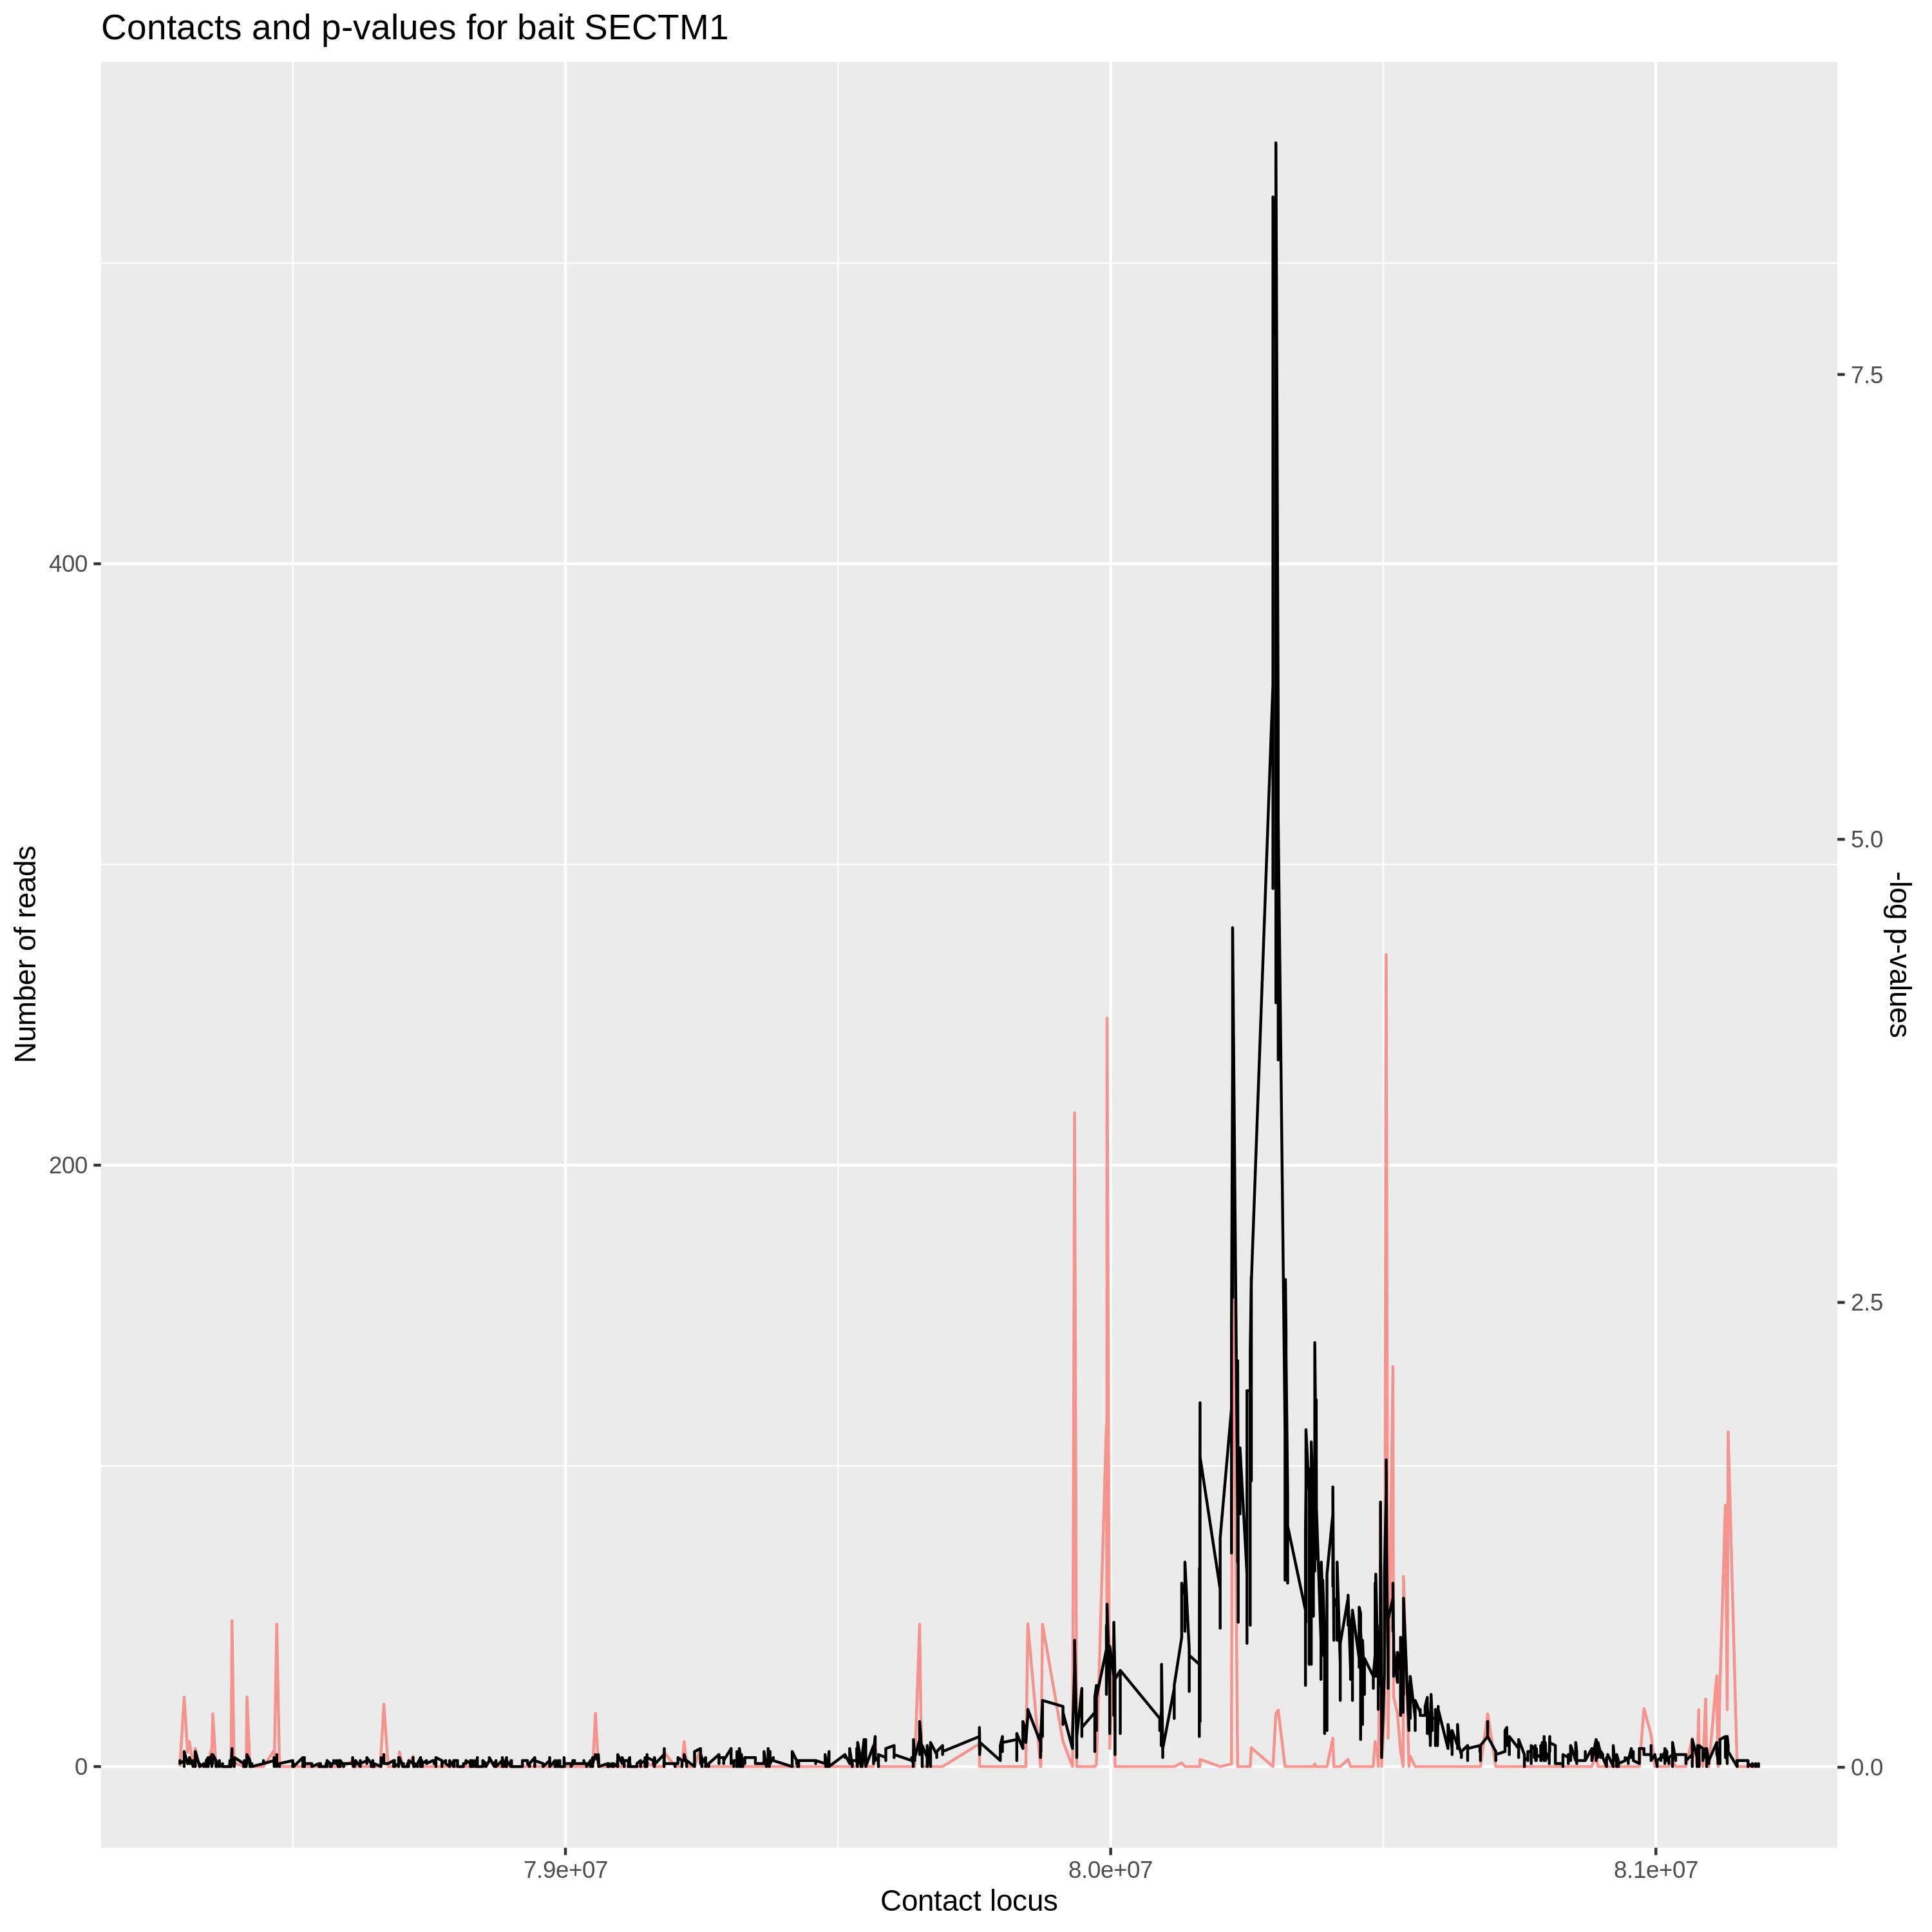 Contacts and p-values for bait SECTM1
400
200
0
Number of reads
7.5
5.0
2.5
0.0
-log p-values
7.9e+07 8.0e+07 8.1e+07
Contact locus